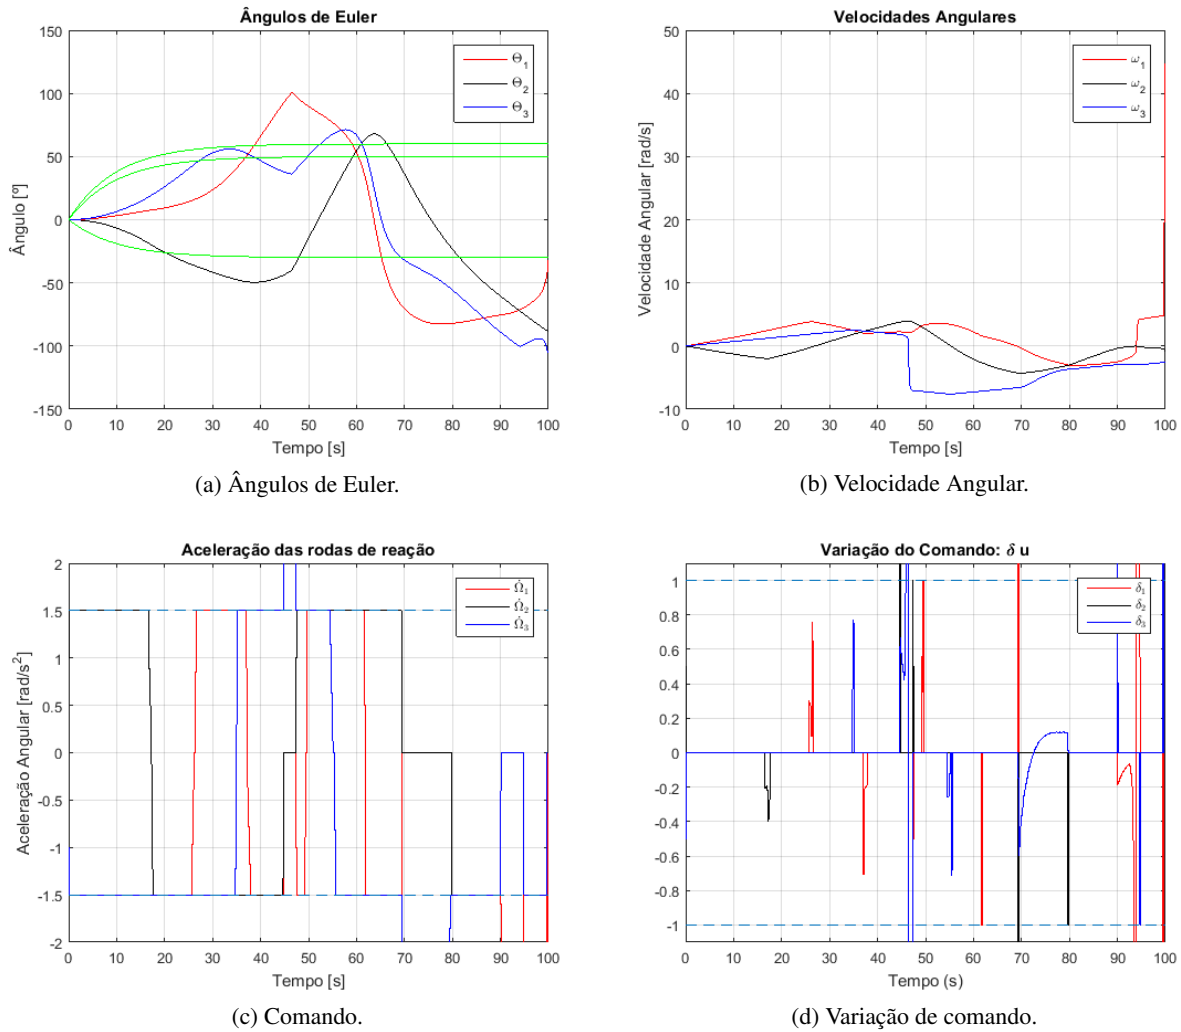 Ângulos de Euler
150
100
50
0
-50
-100
-150
Ângulo [º]
Θ1
Θ2
Θ3
0 10 20 30 40 50 60 70 80 90 100
Tempo [s]
(a) Ângulos de Euler.
Velocidades Angulares
50
40
30
20
10
0
-10
Velocidade Angular [rad/s]
ω1
ω2
ω3
0 10 20 30 40 50 60 70 80 90 100
Tempo [s]
(b) Velocidade Angular.
Aceleração das rodas de reação
2
1.5
1
0.5
0
-0.5
-1
-1.5
-2
Aceleração Angular [rad/s²]
Ω̇1
Ω̇2
Ω̇3
0 10 20 30 40 50 60 70 80 90 100
Tempo [s]
(c) Comando.
Variação do Comando: δ u
1
0.8
0.6
0.4
0.2
0
-0.2
-0.4
-0.6
-0.8
-1
δ1
δ2
δ3
0 10 20 30 40 50 60 70 80 90 100
Tempo (s)
(d) Variação de comando.